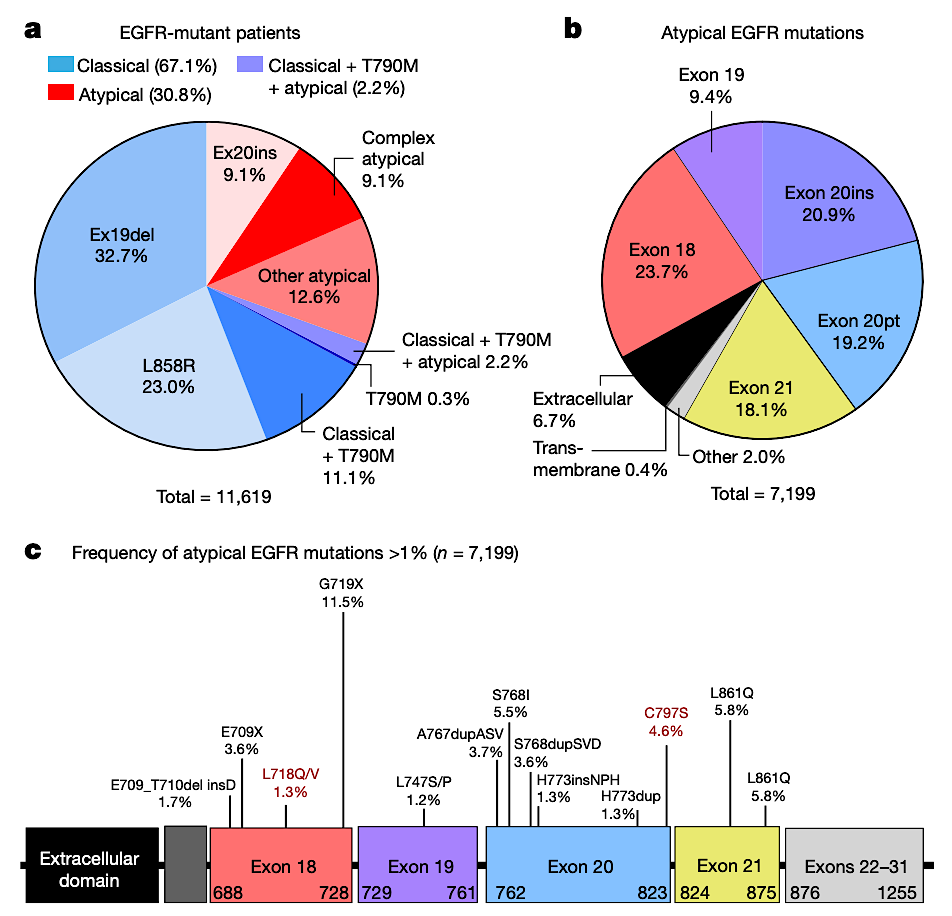 a
EGFR-mutant patients
Classical (67.1%)
Atypical (30.8%)
Classical + T790M
+ atypical (2.2%)
Ex20ins
9.1%
Complex
atypical
9.1%
Other atypical
12.6%
Classical + T790M
+ atypical 2.2%
T790M 0.3%
Classical
+ T790M
11.1%
L858R
23.0%
Ex19del
32.7%
Total = 11,619
b
Atypical EGFR mutations
Exon 19
9.4%
Exon 20ins
20.9%
Exon 20pt
19.2%
Exon 21
18.1%
Other 2.0%
Trans-
membrane 0.4%
Extracellular
6.7%
Exon 18
23.7%
Total = 7,199
c
Frequency of atypical EGFR mutations >1% (n = 7,199)
E709_T710del insD
1.7%
E709X
3.6%
L718Q/V
1.3%
G719X
11.5%
L747S/P
1.2%
A767dupASV
3.7%
S768I
5.5%
S768dupSVD
3.6%
H773insNPH
1.3%
H773dup
1.3%
C797S
4.6%
L861Q
5.8%
L861Q
5.8%
Extracellular
domain
Exon 18
688 728
Exon 19
729 761
Exon 20
762 823
Exon 21
824 875
Exons 22–31
876 1255